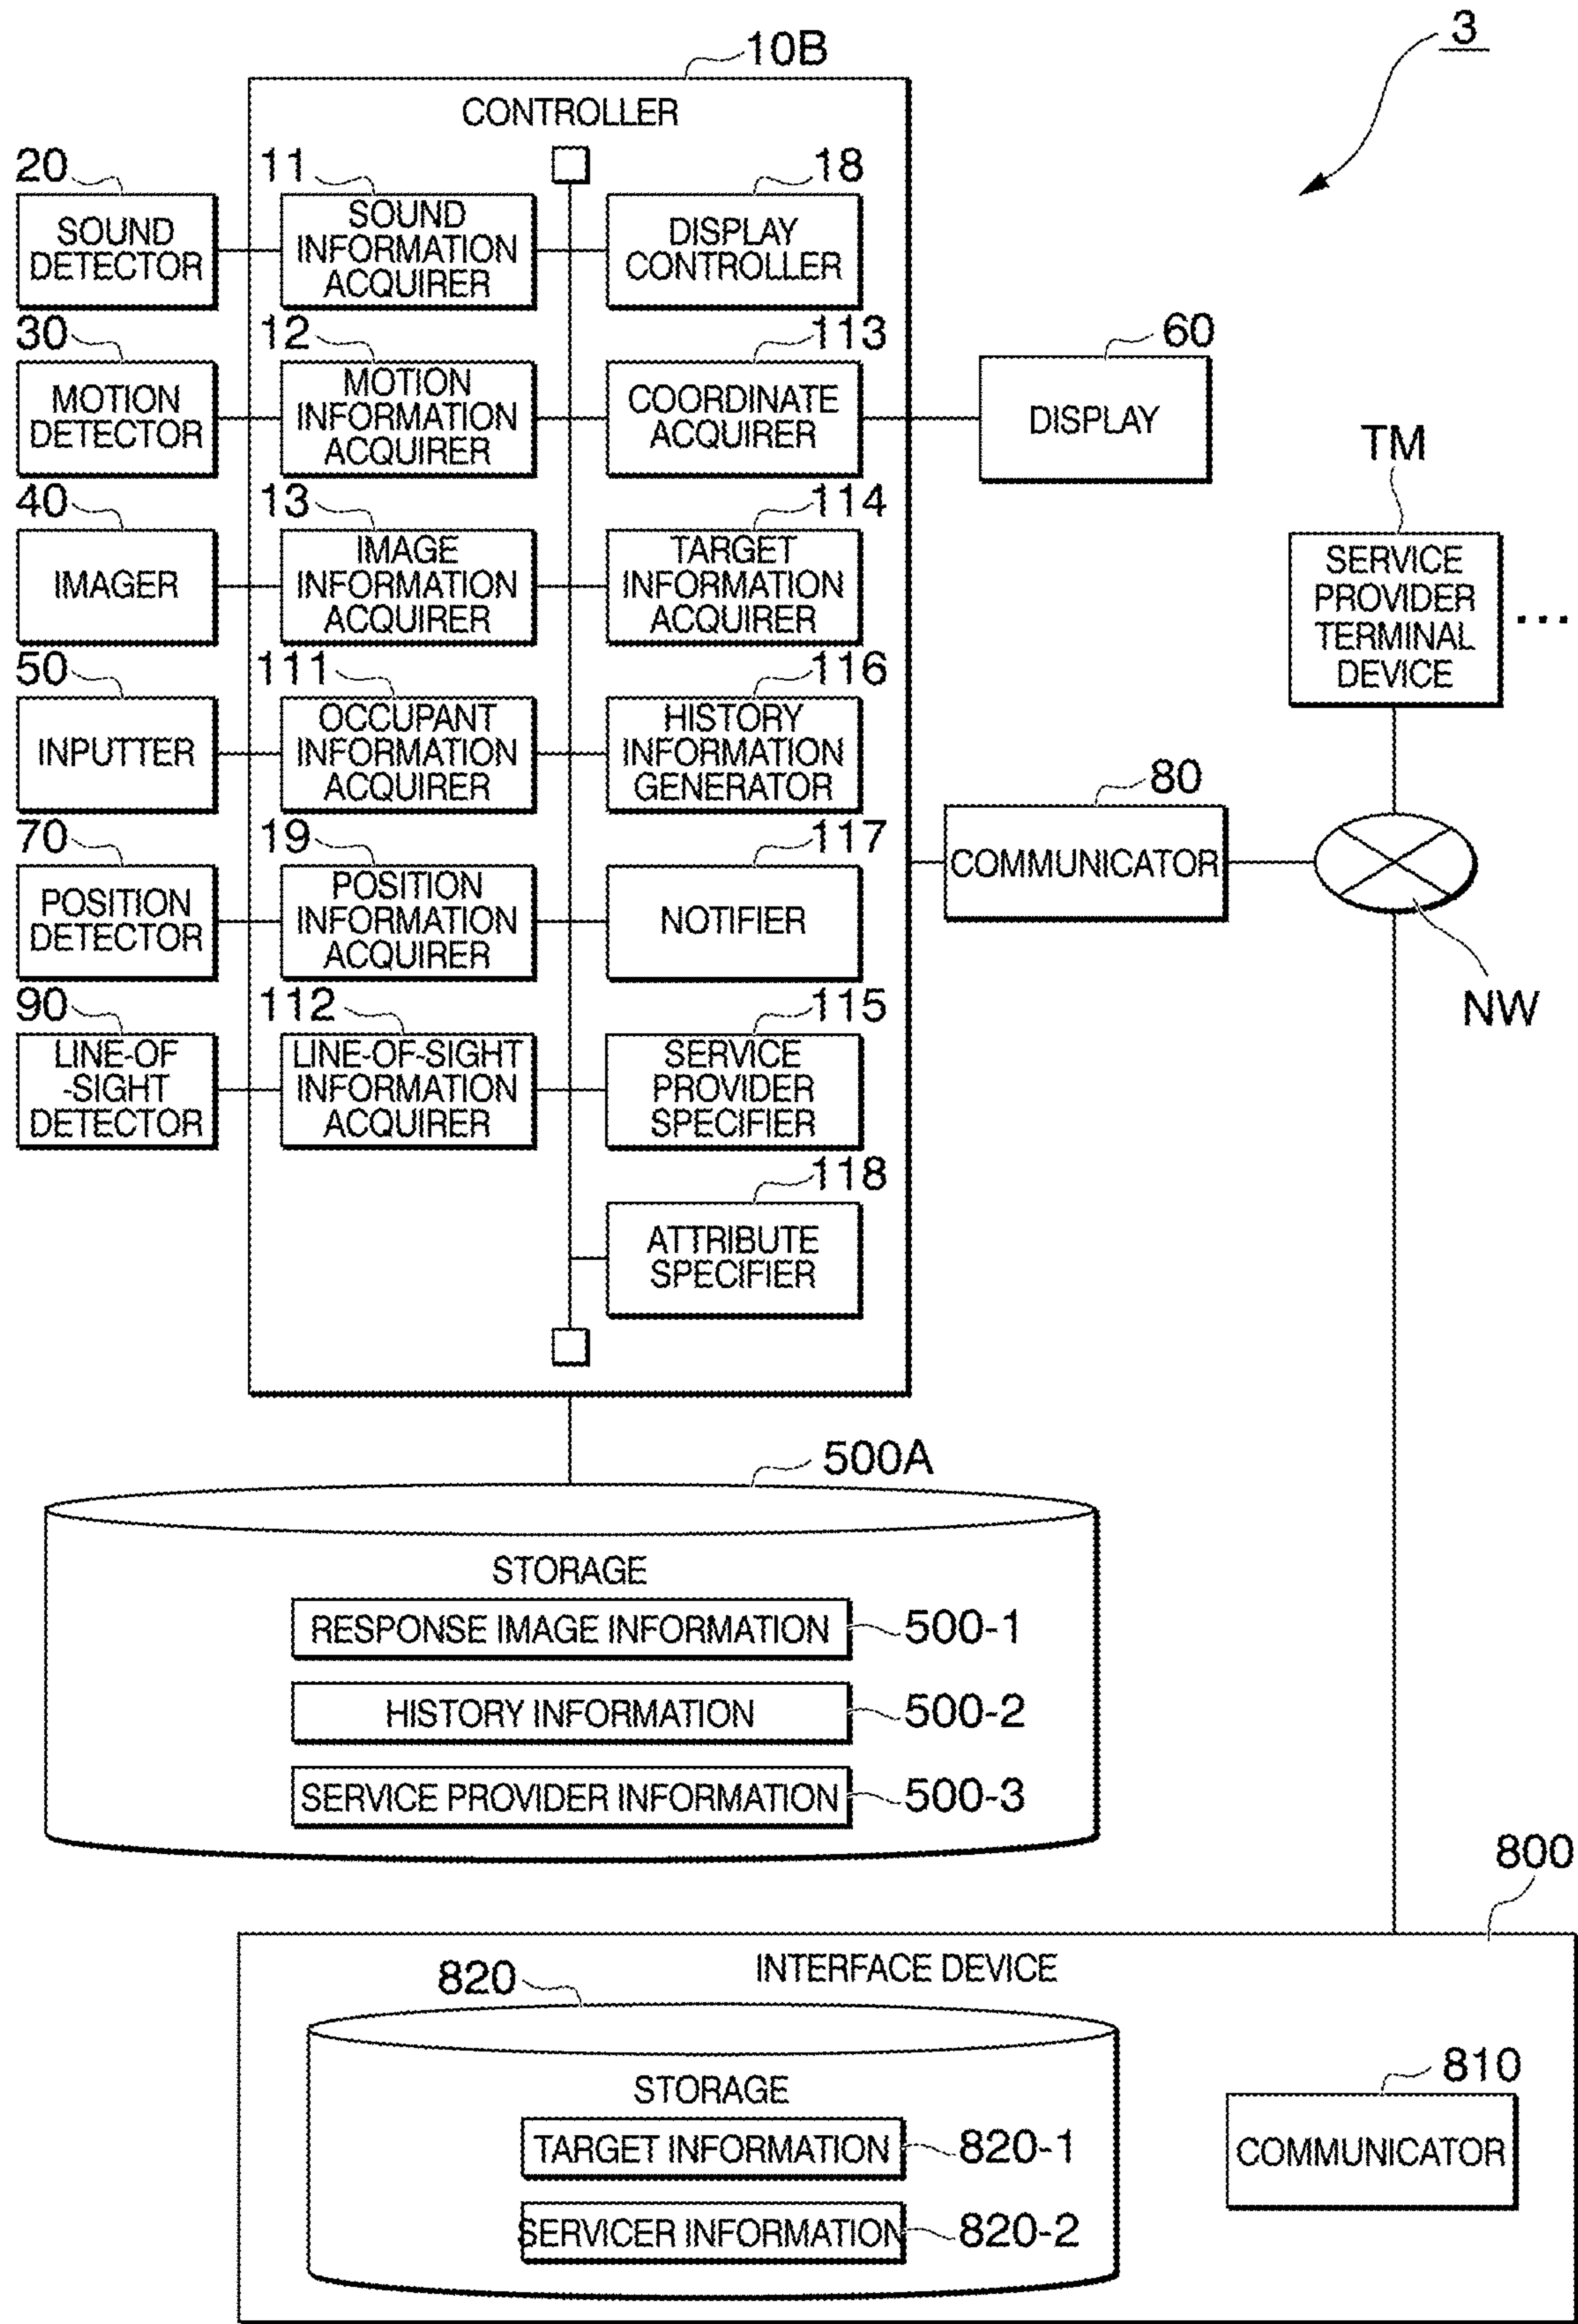 3
10B
CONTROLLER
20
SOUND
DETECTOR
11
SOUND
INFORMATION
ACQUIRER
18
DISPLAY
CONTROLLER
30
MOTION
DETECTOR
12
MOTION
INFORMATION
ACQUIRER
113
COORDINATE
ACQUIRER
60
DISPLAY
40
IMAGER
13
IMAGE
INFORMATION
ACQUIRER
114
TARGET
INFORMATION
ACQUIRER
TM
SERVICE
PROVIDER
TERMINAL
DEVICE
...
50
INPUTTER
111
OCCUPANT
INFORMATION
ACQUIRER
116
HISTORY
INFORMATION
GENERATOR
70
POSITION
DETECTOR
19
POSITION
INFORMATION
ACQUIRER
117
NOTIFIER
80
COMMUNICATOR
NW
90
LINE-OF
-SIGHT
DETECTOR
112
LINE-OF-SIGHT
INFORMATION
ACQUIRER
115
SERVICE
PROVIDER
SPECIFIER
118
ATTRIBUTE
SPECIFIER
500A
STORAGE
RESPONSE IMAGE INFORMATION
500-1
HISTORY INFORMATION
500-2
SERVICE PROVIDER INFORMATION
500-3
800
INTERFACE DEVICE
820
STORAGE
TARGET INFORMATION
820-1
SERVICER INFORMATION
820-2
810
COMMUNICATOR